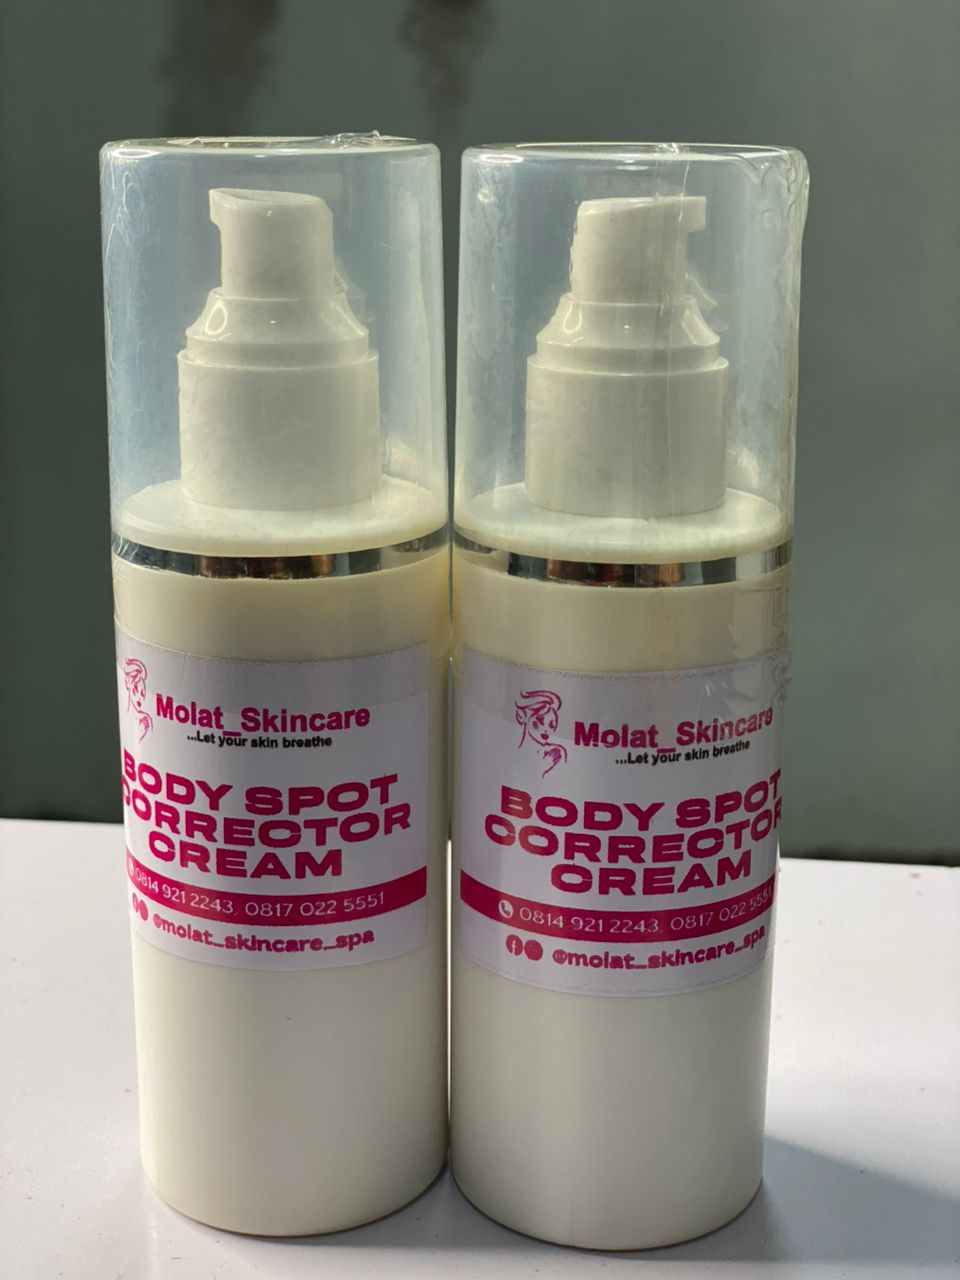 Molat_Skincare
...Let your skin breathe
BODY SPOT
CORRECTOR
CREAM
0814 921 2243, 0817 022 5551
@molat_skincare_spa
Molat_Skincare
...Let your skin breathe
BODY SPOT
CORRECTOR
CREAM
0814 921 2243, 0817 022 5551
@molat_skincare_spa